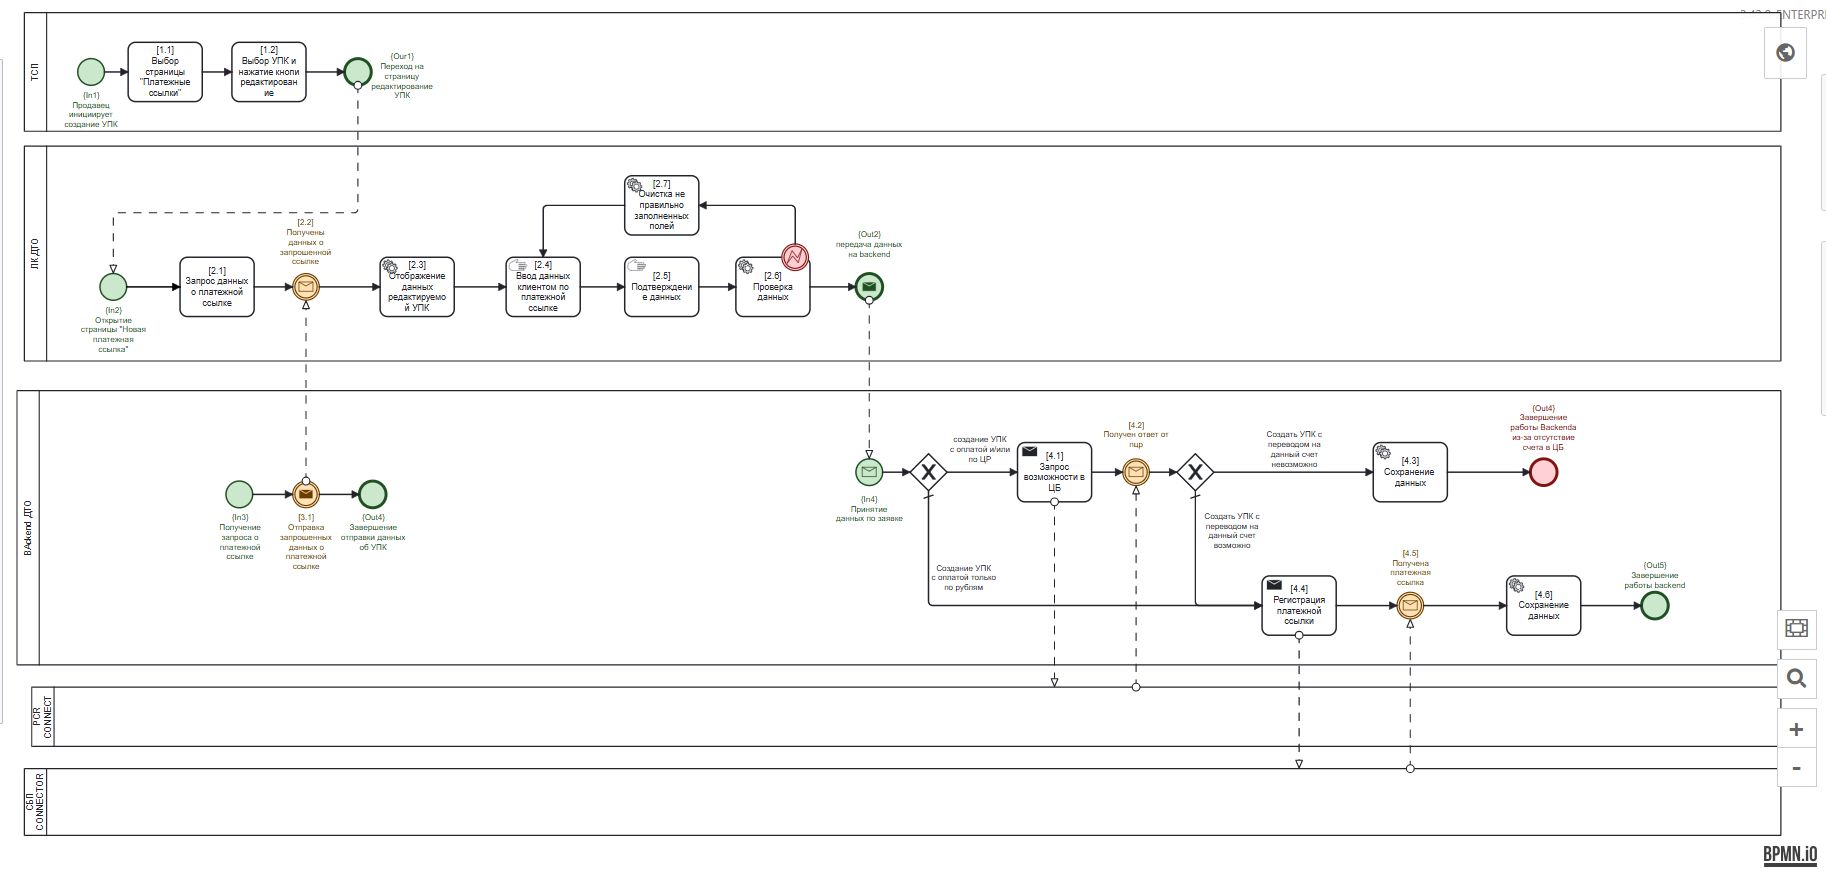 ENTERPRI
ТСП
[1.1]
Выбор
страницы
"Платежные
ссылки"
[1.2]
Выбор УПК и
нажатие кнопи
редактирован
ие
{In1}
Продавец
инициирует
создание УПК
{Our1}
Переход на
страницу
редактирование
УПК
ЛК ДТО
[2.7]
Очистка не
правильно
заполненных
полей
[2.2]
Получены
данных о
запрошенной
ссылке
{Out2}
передача данных
на backend
[2.1]
Запрос данных
о платежной
ссылке
[2.3]
Отображение
данных
редактируемо
й УПК
[2.4]
Ввод данных
клиентом по
платежной
ссылке
[2.5]
Подтверждени
е данных
[2.6]
Проверка
данных
{In2}
Открытие
страницы "Новая
платежная
ссылка"
BAckend ДТО
{In3}
Получение
запроса о
платежной
ссылке
[3.1]
Отправка
запрошенных
данных о
платежной
ссылке
{Out4}
Завершение
отправки данных
об УПК
{In4}
Принятие
данных по заявке
создание УПК
с оплатой и/или
по ЦР
[4.1]
Запрос
возможности в
ЦБ
[4.2]
Получен ответ от
пцр
Создать УПК с
переводом на
данный счет
невозможно
[4.3]
Сохранение
данных
{Out4}
Завершение
работы Backenda
из-за отсутствие
счета в ЦБ
Создать УПК с
переводом на
данный счет
возможно
Создание УПК
с оплатой только
по рублям
[4.4]
Регистрация
платежной
ссылки
[4.5]
Получена
платежная
ссылка
[4.6]
Сохранение
данных
{Out5}
Завершение
работы backend
PCR
CONNECT
СБП
CONNECTOR
+
-
BPMN.iO